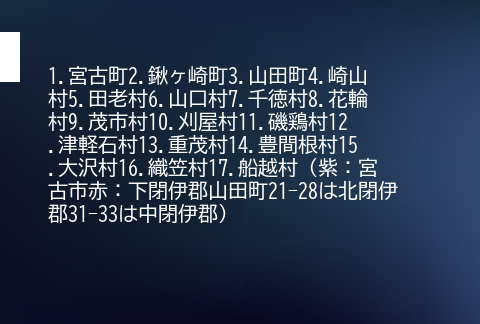 1.宮古町2.鍬ヶ崎町3.山田町4.崎山
村5.田老村6.山口村7.千徳村8.花輪
村9.茂市村10.刈屋村11.磯鶏村12
.津軽石村13.重茂村14.豊間根村15
.大沢村16.織笠村17.船越村（紫：宮
古市赤：下閉伊郡山田町21-28は北閉伊
郡31-33は中閉伊郡）